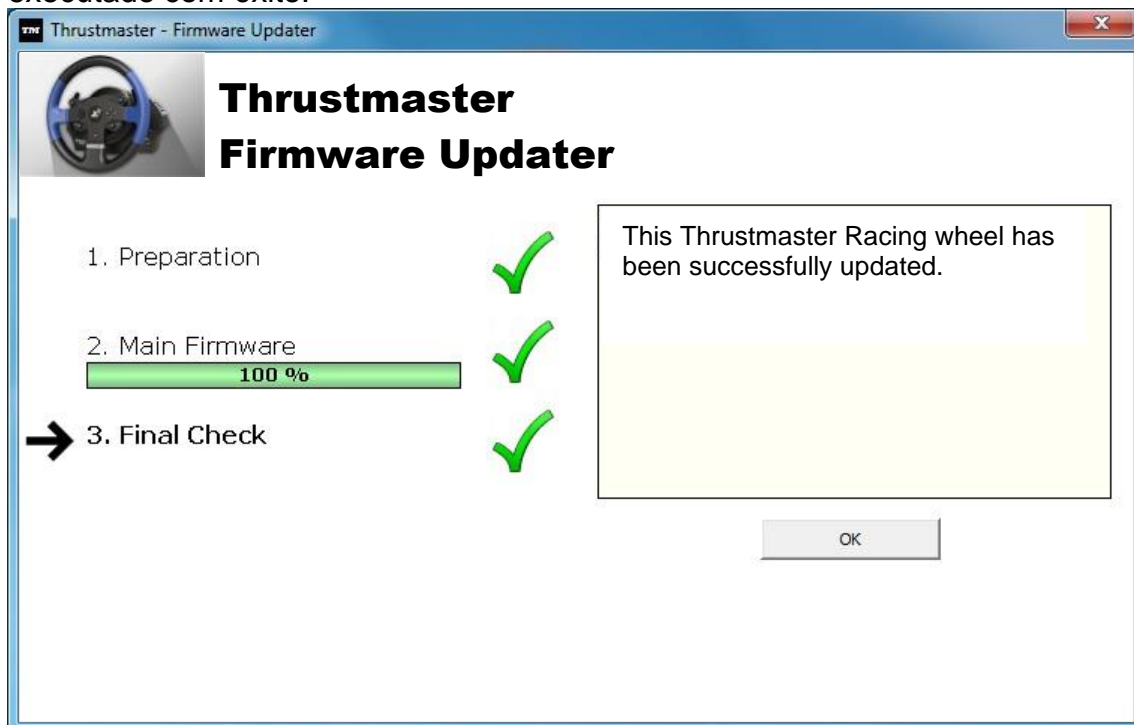 executado com êxito.
TM Thrustmaster - Firmware Updater
Thrustmaster
Firmware Updater
1. Preparation
2. Main Firmware
100 %
3. Final Check
This Thrustmaster Racing wheel has
been successfully updated.
OK